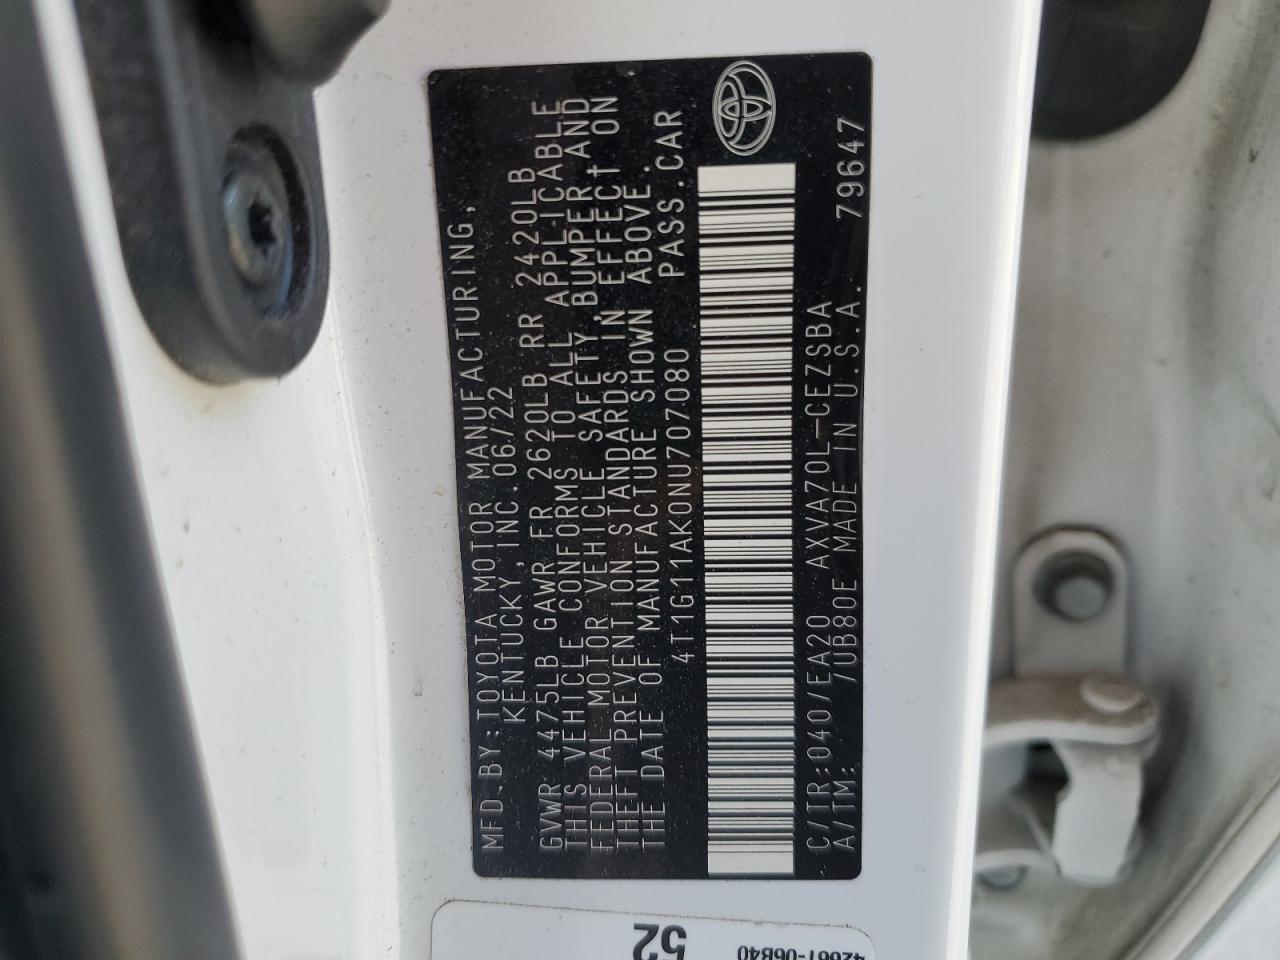 MFD.BY:TOYOTA MOTOR MANUFACTURING,
KENTUCKY,INC.06/22
GVWR 4475LB GAWR FR 2620LB RR 2420LB
THIS VEHICLE CONFORMS TO ALL APPLICABLE
FEDERAL MOTOR VEHICLE SAFETY,BUMPER AND
THEFT PREVENTION STANDARDS IN EFFECT ON
THE DATE OF MANUFACTURE SHOWN ABOVE.
4T1G11AK0NU707080 PASS.CAR
C/TR:040/EA20 AXVA70L-CEZSBA
A/TM: /UB80E MADE IN U.S.A. 79647
52
42661-06B40